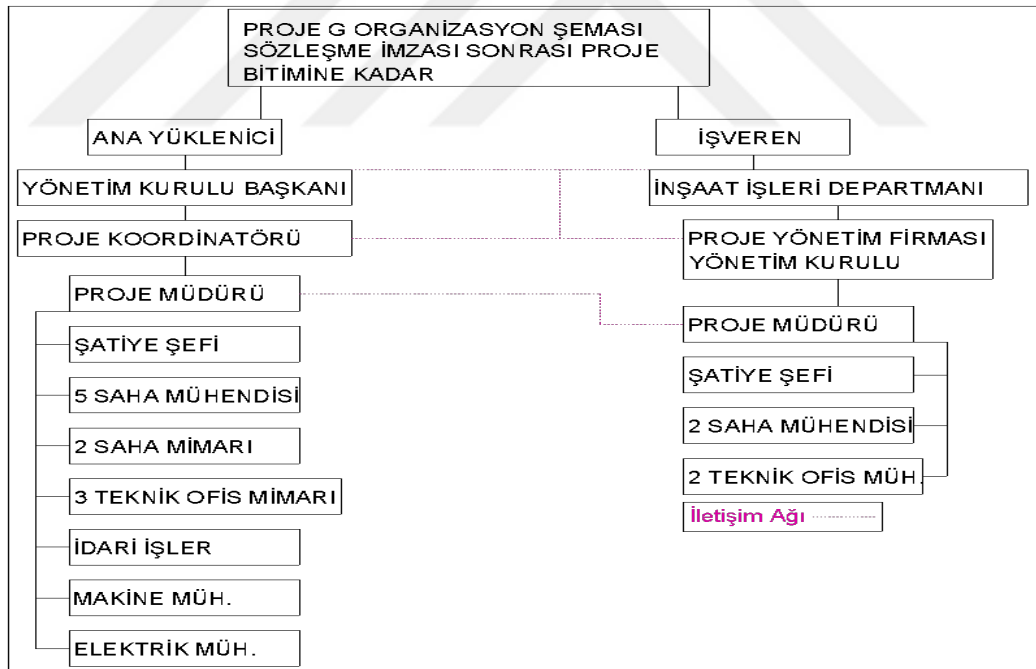 PROJE G ORGANİZASYON ŞEMASI
SÖZLEŞME İMZASI SONRASI PROJE
BİTİMİNE KADAR
ANA YÜKLENİCİ
YÖNETİM KURULU BAŞKANI
PROJE KOORDİNATÖRÜ
PROJE MÜDÜRÜ
ŞATİYE ŞEFİ
5 SAHA MÜHENDİSİ
2 SAHA MİMARI
3 TEKNİK OFİS MİMARI
İDARİ İŞLER
MAKİNE MÜH.
ELEKTRİK MÜH.
İŞVEREN
İNŞAAT İŞLERİ DEPARTMANI
PROJE YÖNETİM FİRMASI
YÖNETİM KURULU
PROJE MÜDÜRÜ
ŞATİYE ŞEFİ
2 SAHA MÜHENDİSİ
2 TEKNİK OFİS MÜH.
İletişim Ağı